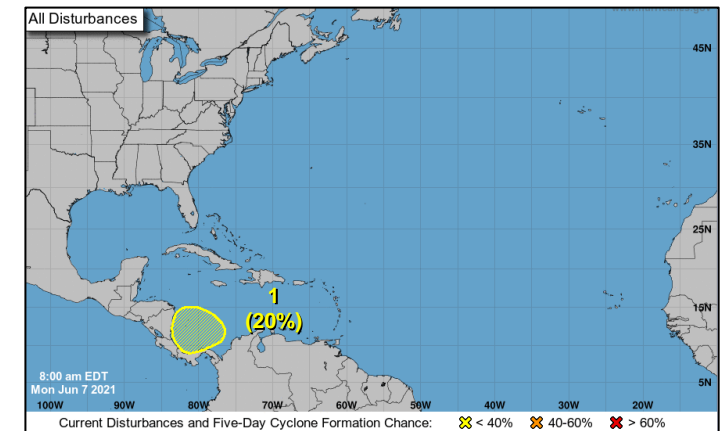 All Disturbances
45N
35N
25N
1
(20%)
15N
8:00 am EDT
Mon Jun 7 2021
5N
100W 90W 80W 70W 60W 50W 40W 30W 20W
Current Disturbances and Five-Day Cyclone Formation Chance: < 40% 40-60% > 60%